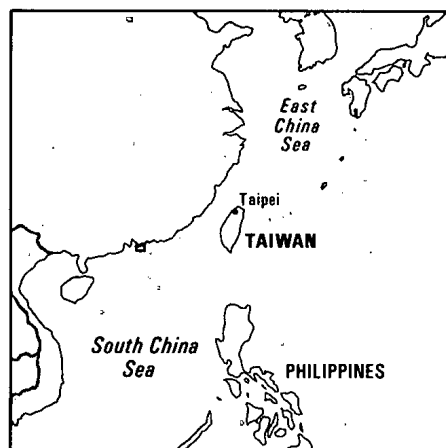 East
China
Sea
Taipei
TAIWAN
South China
Sea
PHILIPPINES